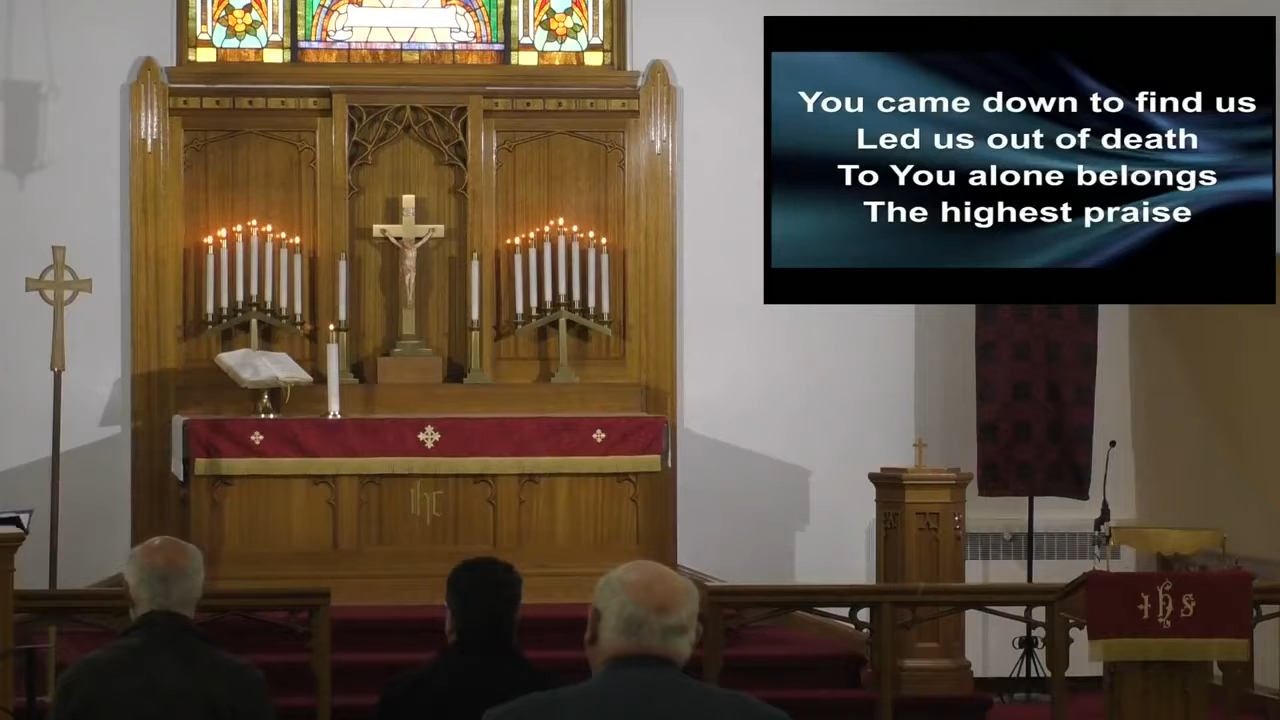 You came down to find us
Led us out of death
To You alone belongs
The highest praise
ihc
IHS